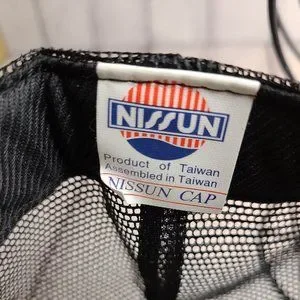 NISSUN
Product of Taiwan
Assembled in Taiwan
NISSUN CAP